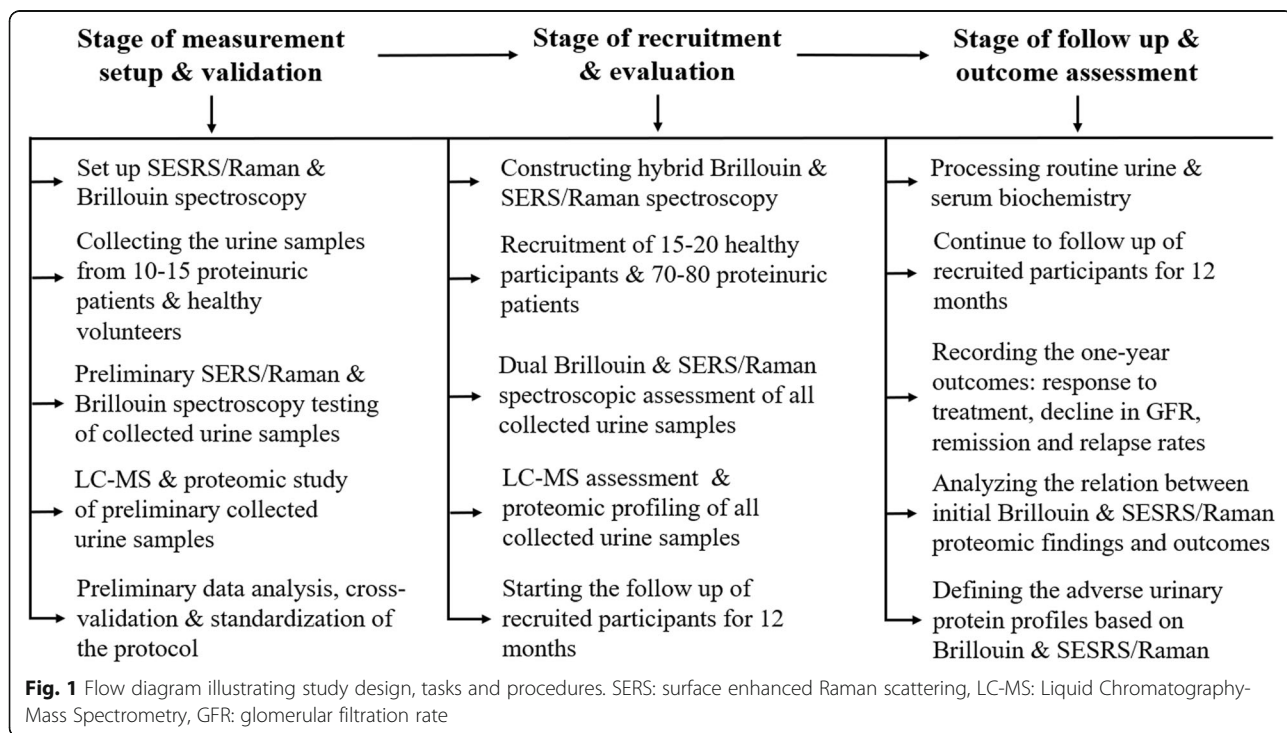 Stage of measurement
setup & validation
Stage of recruitment
& evaluation
Stage of follow up &
outcome assessment
Set up SESRS/Raman &
Brillouin spectroscopy
Collecting the urine samples
from 10-15 proteinuric
patients & healthy
volunteers
Preliminary SERS/Raman &
Brillouin spectroscopy testing
of collected urine samples
LC-MS & proteomic study
of preliminary collected
urine samples
Preliminary data analysis, cross-
validation & standardization of
the protocol
Constructing hybrid Brillouin &
SERS/Raman spectroscopy
Recruitment of 15-20 healthy
participants & 70-80 proteinuric
patients
Dual Brillouin & SERS/Raman
spectroscopic assessment of all
collected urine samples
LC-MS assessment &
proteomic profiling of all
collected urine samples
Starting the follow up of
recruited participants for 12
months
Processing routine urine &
serum biochemistry
Continue to follow up of
recruited participants for 12
months
Recording the one-year
outcomes: response to
treatment, decline in GFR,
remission and relapse rates
Analyzing the relation between
initial Brillouin & SESRS/Raman
proteomic findings and outcomes
Defining the adverse urinary
protein profiles based on
Brillouin & SESRS/Raman
Fig. 1 Flow diagram illustrating study design, tasks and procedures. SERS: surface enhanced Raman scattering, LC-MS: Liquid Chromatography-
Mass Spectrometry, GFR: glomerular filtration rate